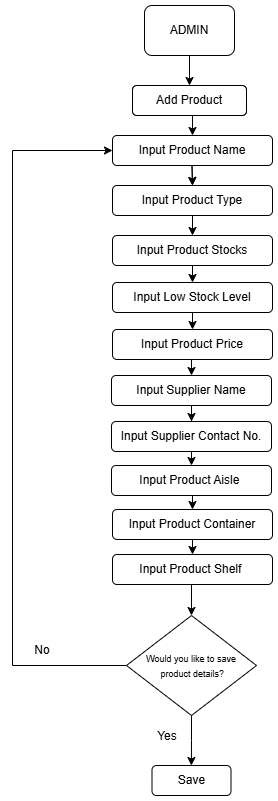 ADMIN
Add Product
Input Product Name
Input Product Type
Input Product Stocks
Input Low Stock Level
Input Product Price
Input Supplier Name
Input Supplier Contact No.
Input Product Aisle
Input Product Container
Input Product Shelf
Would you like to save
product details?
No
Yes
Save